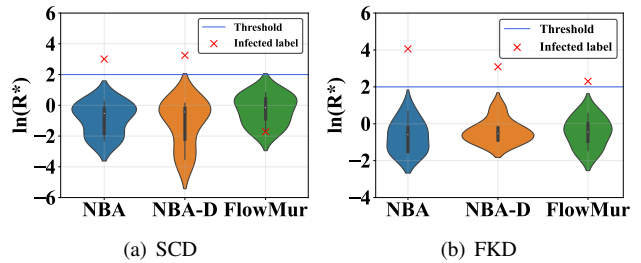 Threshold
Infected label
ln(R*)
6
4
2
0
−2
−4
−6
NBA NBA-D FlowMur
(a) SCD
Threshold
Infected label
ln(R*)
6
4
2
0
−2
−4
NBA NBA-D FlowMur
(b) FKD